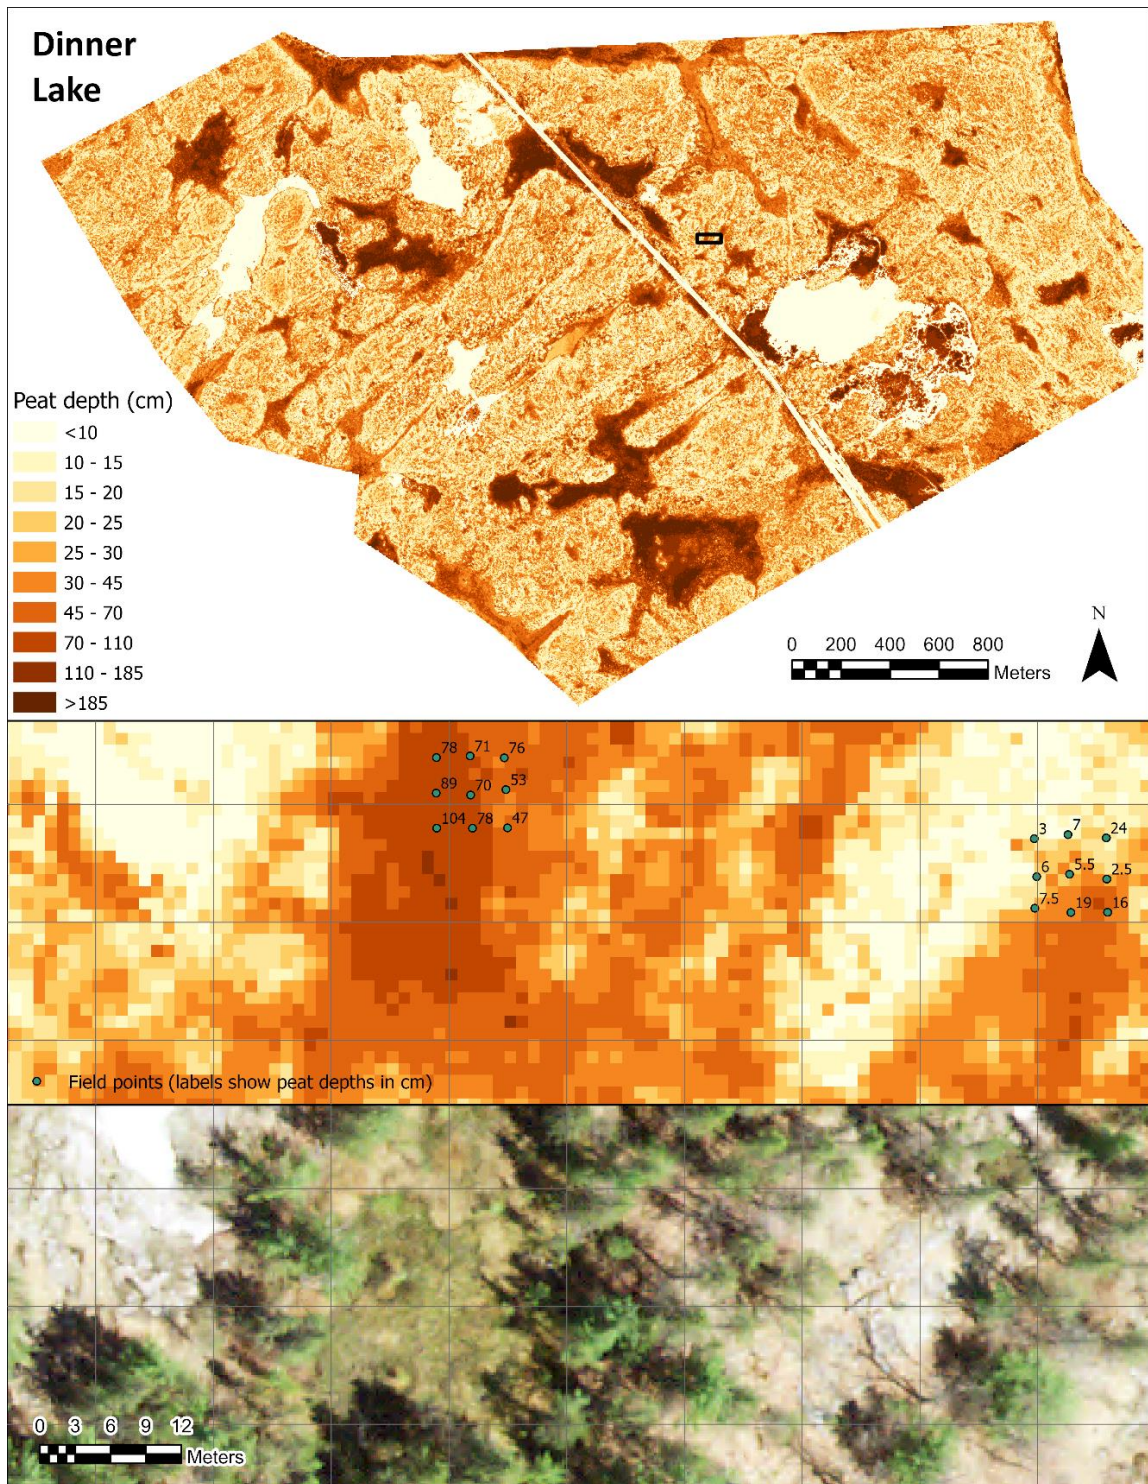 Dinner
Lake
Peat depth (cm)
<10
10 - 15
15 - 20
20 - 25
25 - 30
30 - 45
45 - 70
70 - 110
110 - 185
>185
N
0 200 400 600 800
Meters
78 71 76
89 70 53
104 78 47
3 7 24
6 5.5 2.5
7.5 19 16
Field points (labels show peat depths in cm)
0 3 6 9 12
Meters